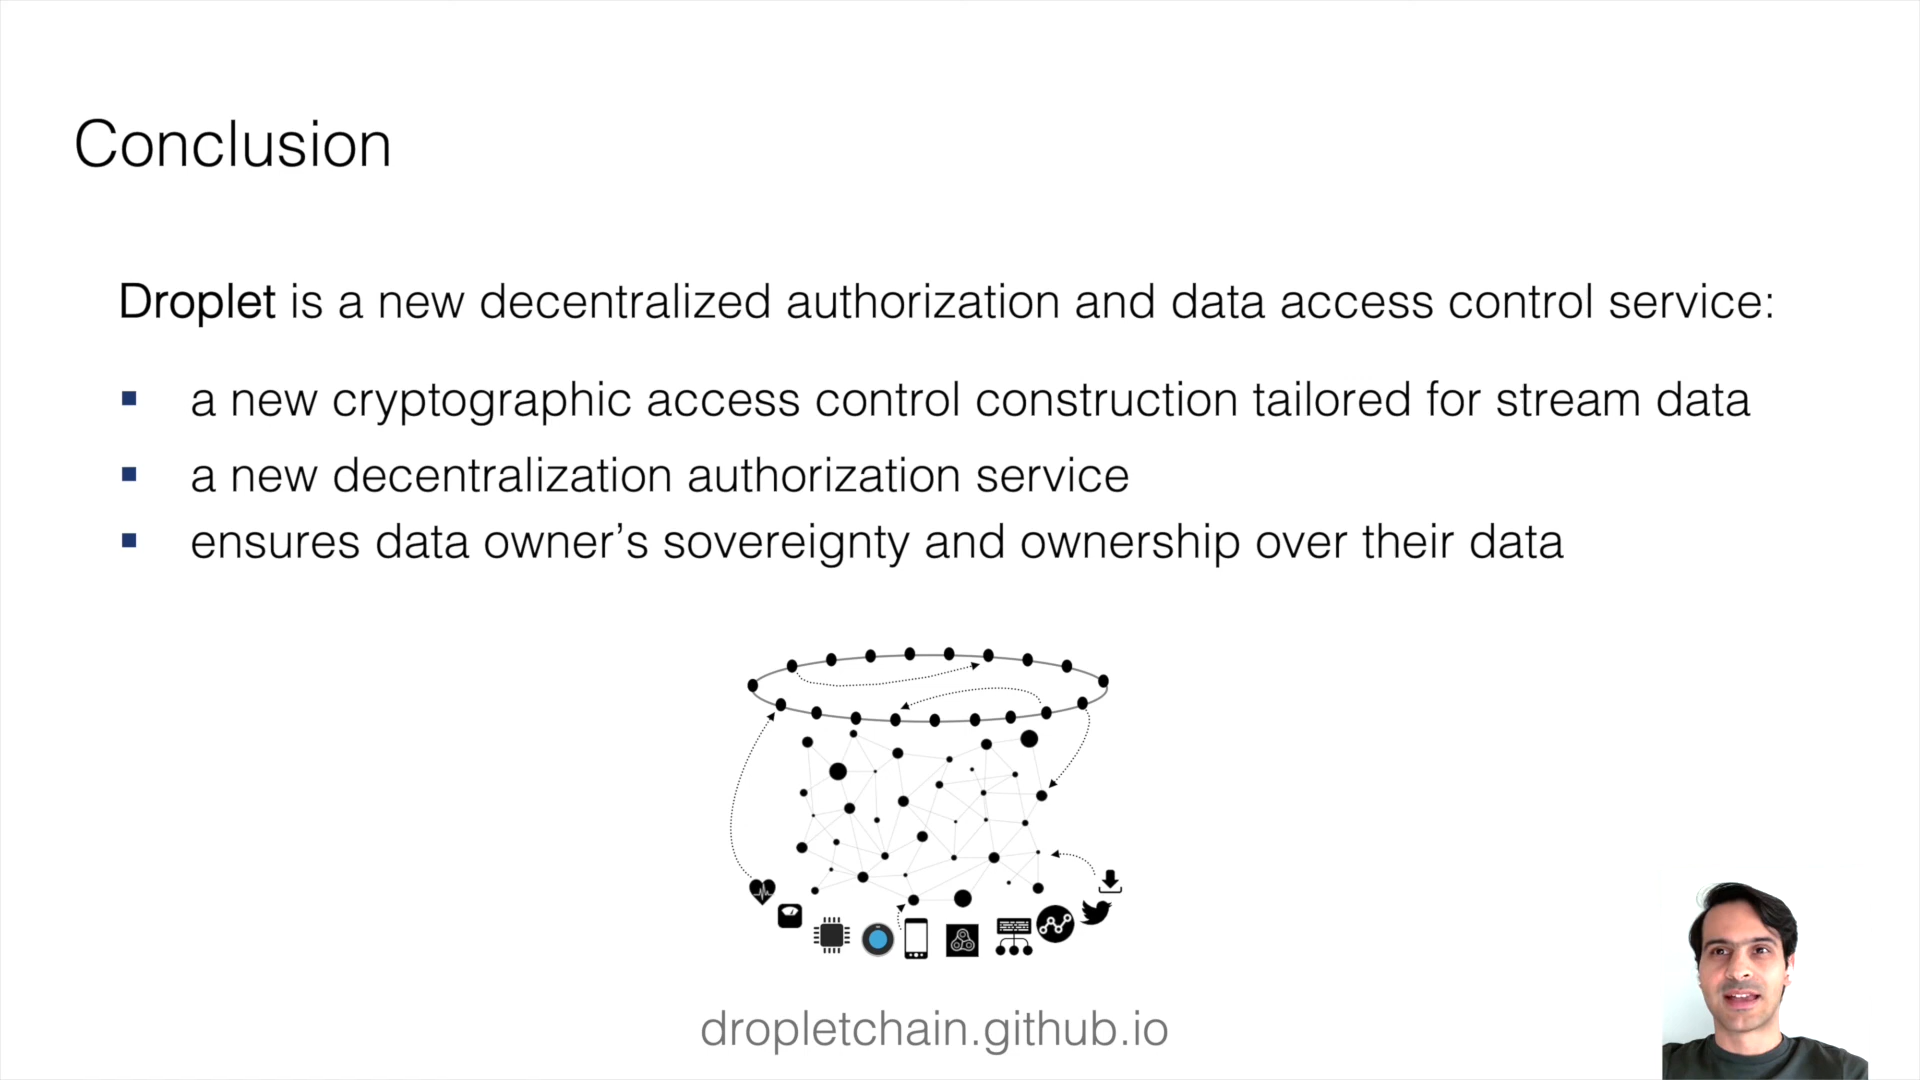 Conclusion
Droplet is a new decentralized authorization and data access control service:
a new cryptographic access control construction tailored for stream data
a new decentralization authorization service
ensures data owner’s sovereignty and ownership over their data
dropletchain.github.io